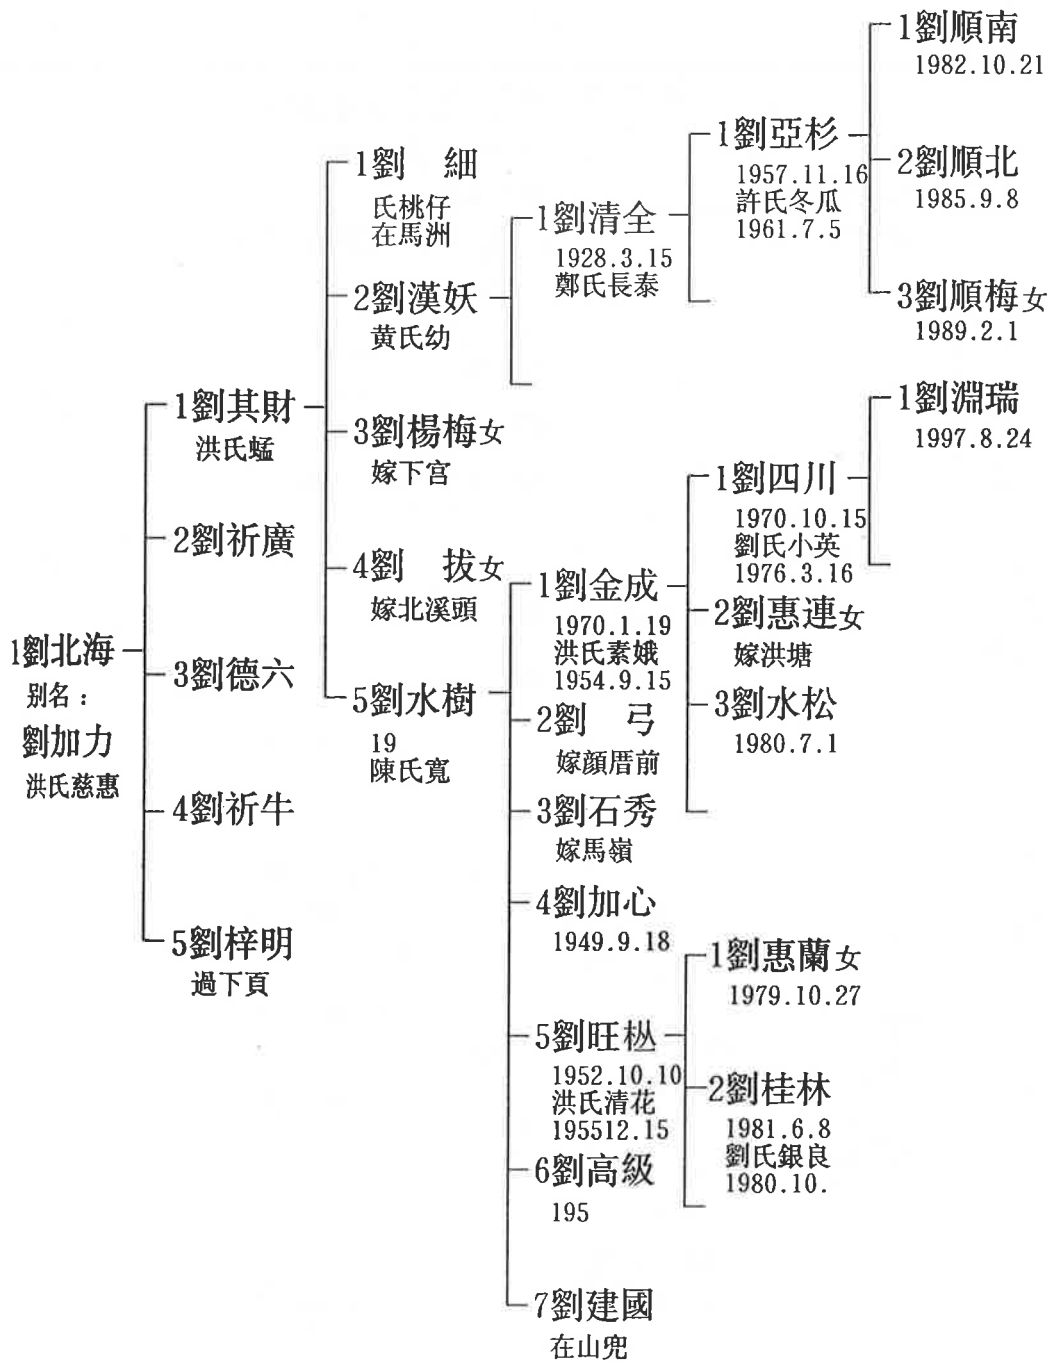 1劉北海
別名：
劉加力
洪氏慈惠
1劉其財
洪氏蜢
2劉祈廣
3劉德六
4劉祈牛
5劉梓明
過下頁
1劉　細
氏桃仔
在馬洲
2劉漢妖
黄氏幼
3劉楊梅女
嫁下宫
4劉　拔女
嫁北溪頭
5劉水樹
19
陳氏寬
1劉清全
1928.3.15
鄭氏長泰
1劉亞杉
1957.11.16
許氏冬瓜
1961.7.5
1劉順南
1982.10.21
2劉順北
1985.9.8
3劉順梅女
1989.2.1
1劉金成
1970.1.19
洪氏素娥
1954.9.15
2劉　弓
嫁顔厝前
3劉石秀
嫁馬嶺
4劉加心
1949.9.18
5劉旺樅
1952.10.10
洪氏清花
195512.15
6劉高級
195
7劉建國
在山兜
1劉四川
1970.10.15
劉氏小英
1976.3.16
2劉惠連女
嫁洪塘
3劉水松
1980.7.1
1劉淵瑞
1997.8.24
1劉惠蘭女
1979.10.27
2劉桂林
1981.6.8
劉氏銀良
1980.10.